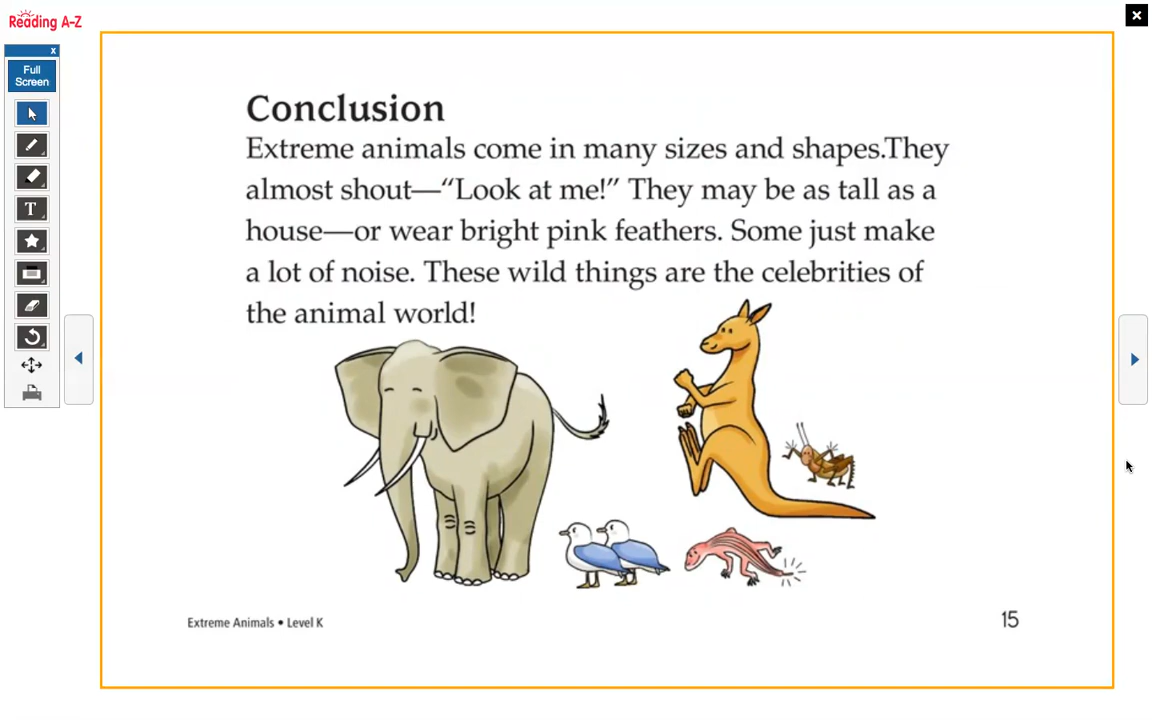 Reading A-Z
x
Full
Screen
T
Conclusion
Extreme animals come in many sizes and shapes.They
almost shout—“Look at me!” They may be as tall as a
house—or wear bright pink feathers. Some just make
a lot of noise. These wild things are the celebrities of
the animal world!
Extreme Animals • Level K
15